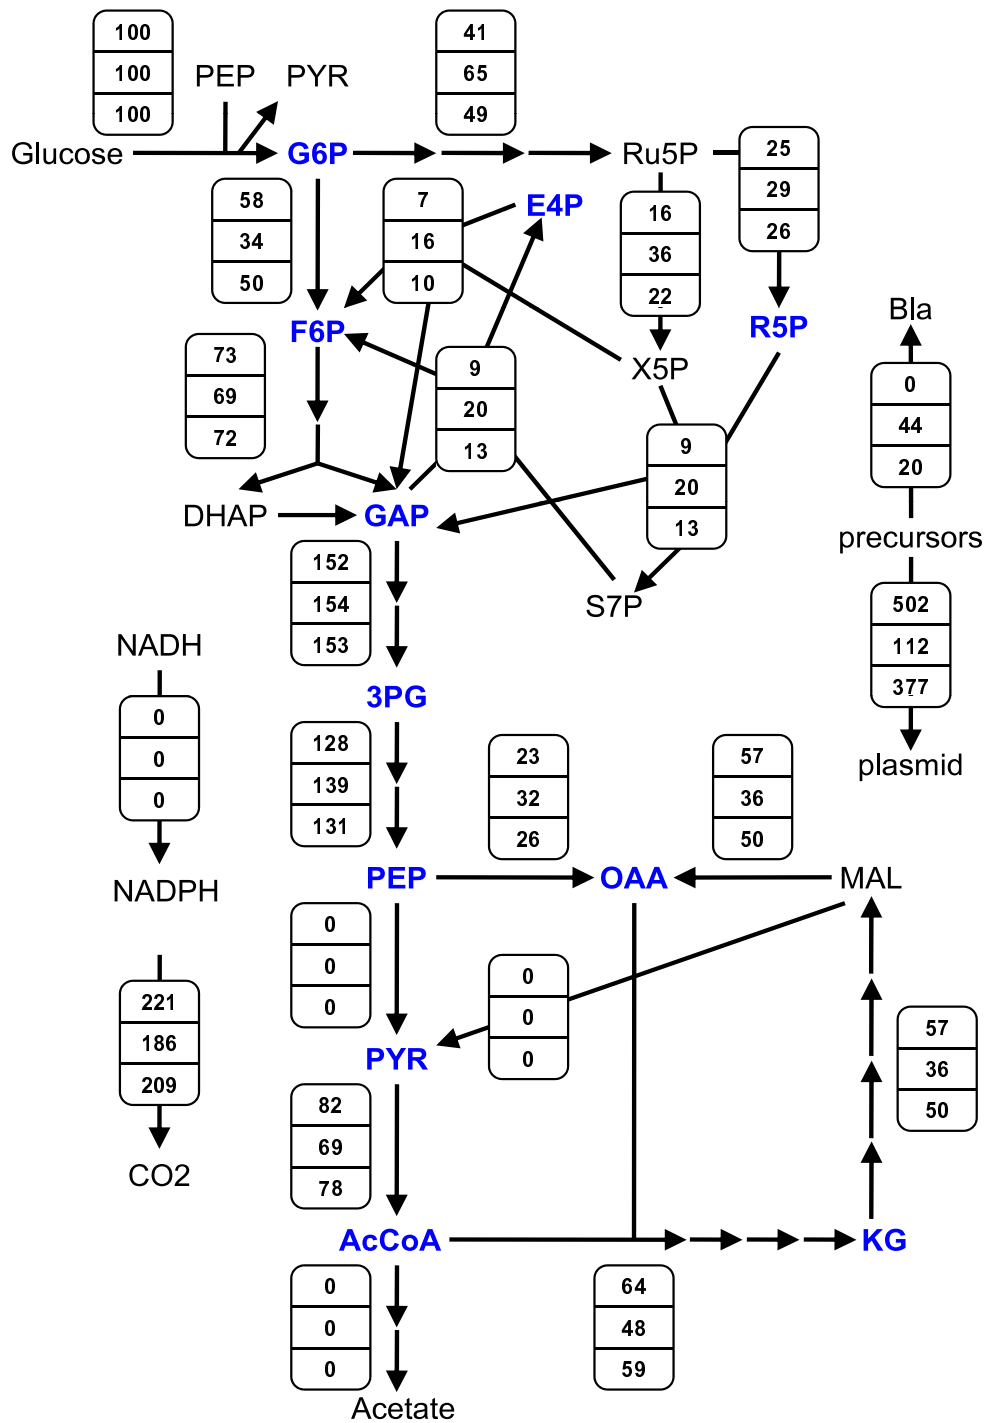 100
100
100
PEP PYR
41
65
49
Glucose
G6P
Ru5P
25
29
26
58
34
50
7
16
10
E4P
16
36
22
F6P
R5P
Bla
73
69
72
9
20
13
X5P
0
44
20
9
20
13
DHAP
GAP
precursors
152
154
153
S7P
502
112
377
NADH
3PG
0
0
0
128
139
131
23
32
26
57
36
50
plasmid
NADPH
PEP
OAA
MAL
0
0
0
0
0
0
221
186
209
57
36
50
PYR
82
69
78
CO2
AcCoA
KG
0
0
0
64
48
59
Acetate